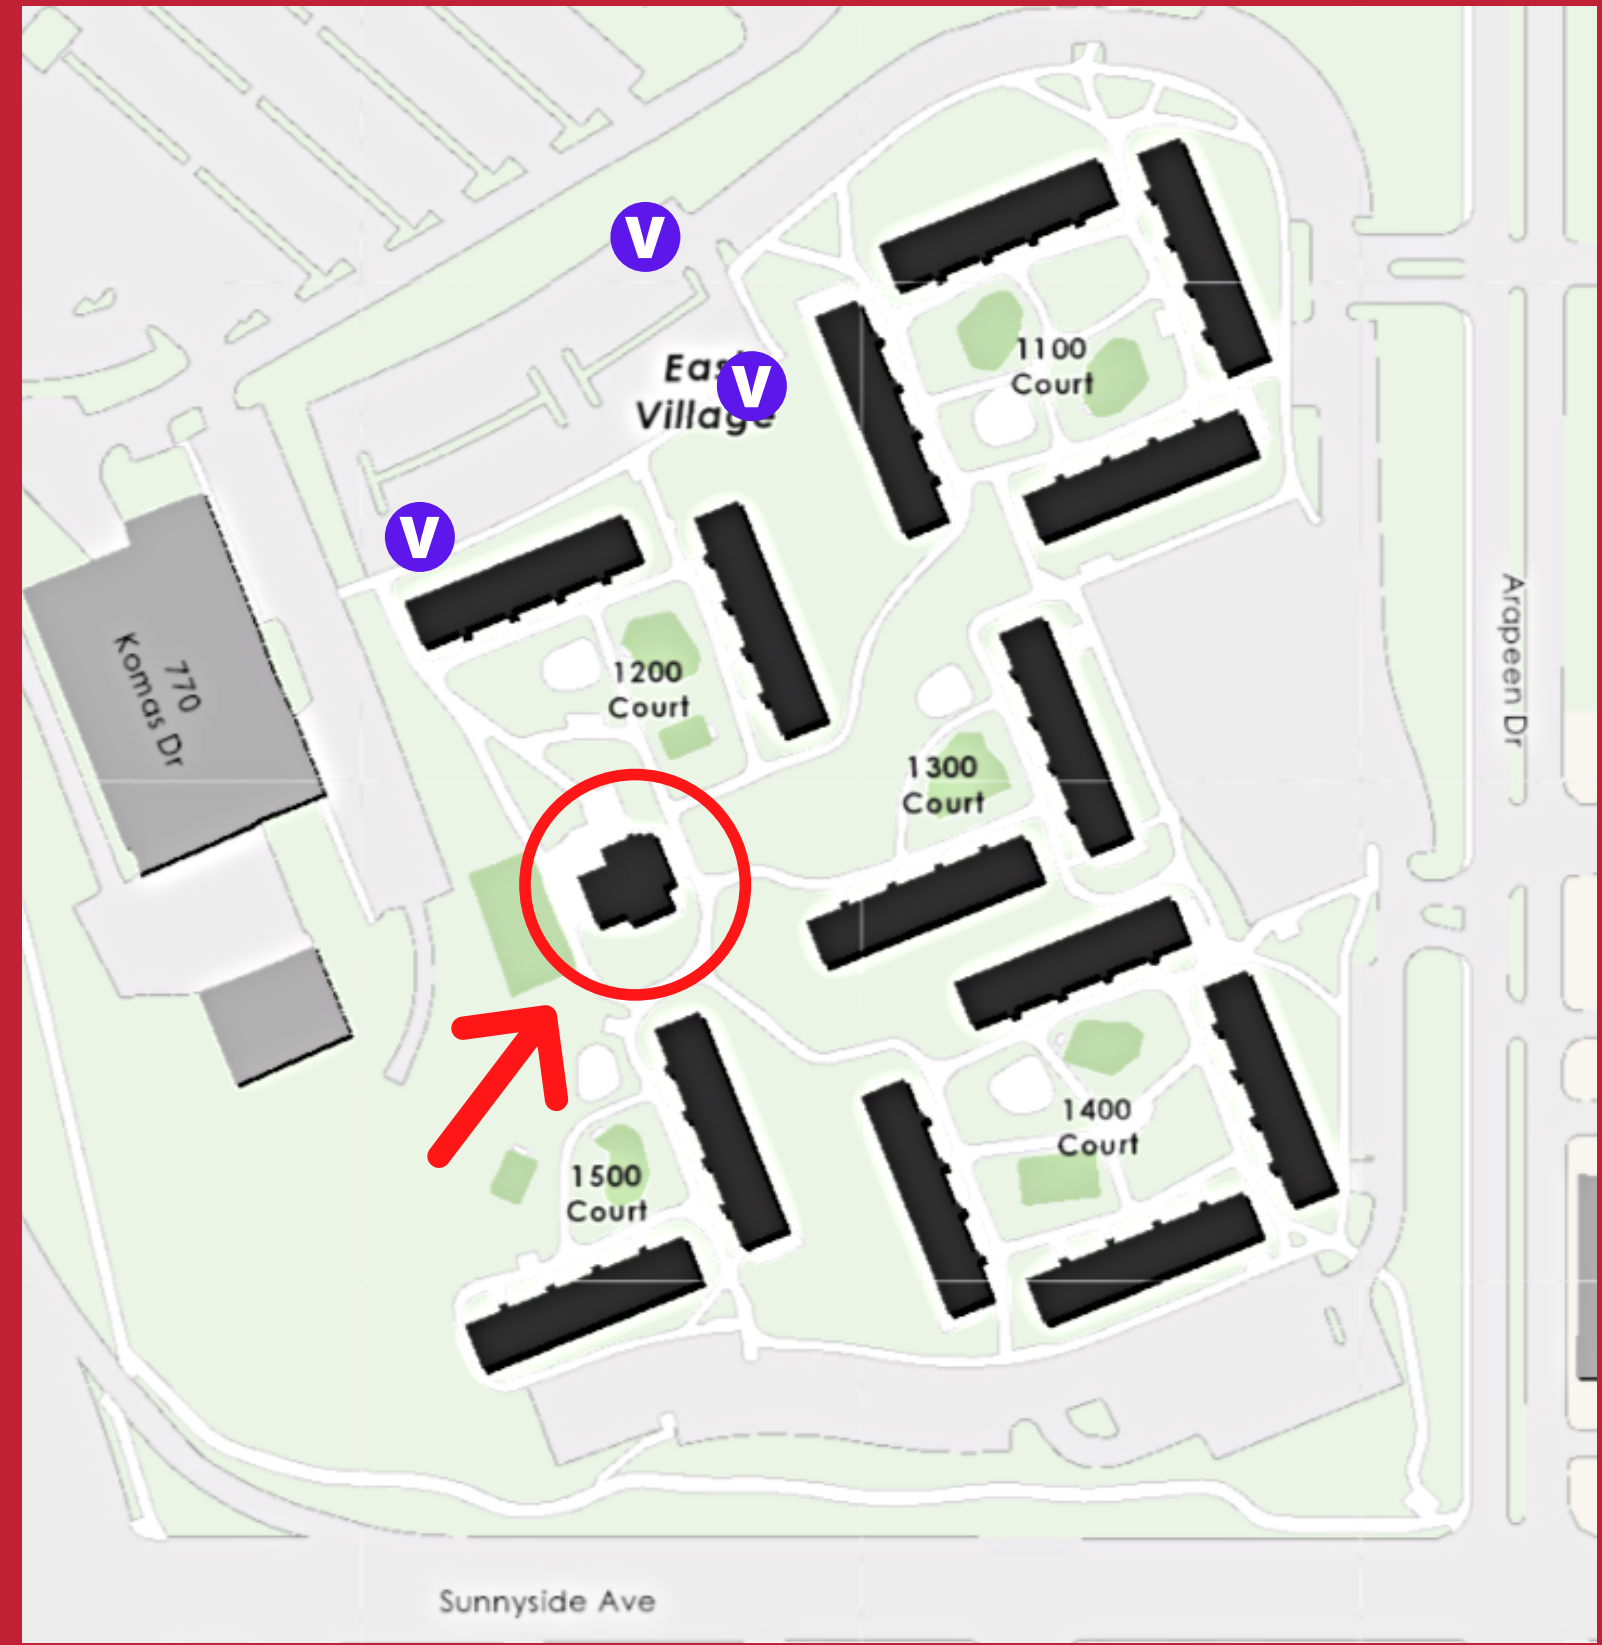 V
East
V
Village
V
1100
Court
1200
Court
770
Komas Dr
1300
Court
Arapeen Dr
1400
Court
1500
Court
Sunnyside Ave